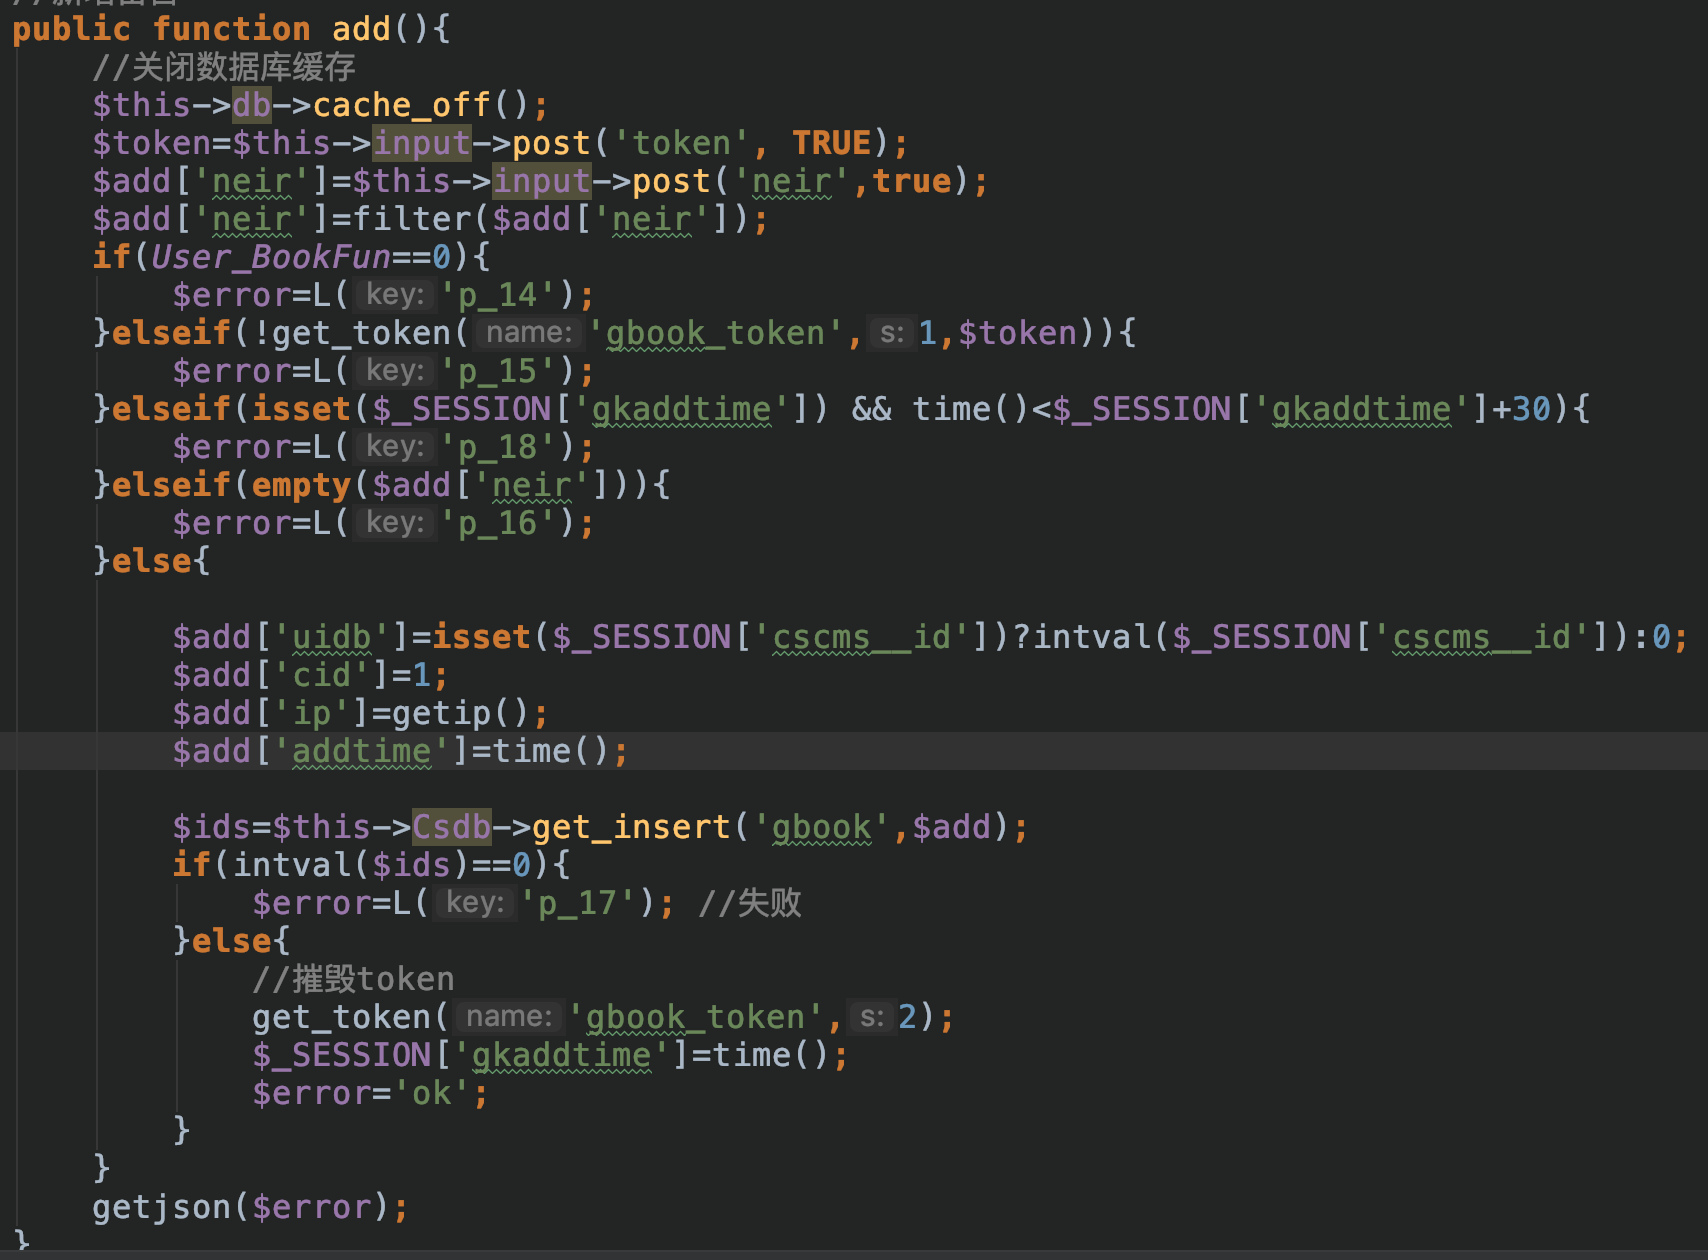 //新增留言
public function add(){
    //关闭数据库缓存
    $this->db->cache_off();
    $token=$this->input->post('token', TRUE);
    $add['neir']=$this->input->post('neir',true);
    $add['neir']=filter($add['neir']);
    if(User_BookFun==0){
        $error=L( key: 'p_14');
    }elseif(!get_token( name: 'gbook_token', s: 1,$token)){
        $error=L( key: 'p_15');
    }elseif(isset($_SESSION['gkaddtime']) && time()<$_SESSION['gkaddtime']+30){
        $error=L( key: 'p_18');
    }elseif(empty($add['neir'])){
        $error=L( key: 'p_16');
    }else{
        $add['uidb']=isset($_SESSION['cscms__id'])?intval($_SESSION['cscms__id']):0;
        $add['cid']=1;
        $add['ip']=getip();
        $add['addtime']=time();
        $ids=$this->Csdb->get_insert('gbook',$add);
        if(intval($ids)==0){
            $error=L( key: 'p_17'); //失败
        }else{
            //摧毁token
            get_token( name: 'gbook_token', s: 2);
            $_SESSION['gkaddtime']=time();
            $error='ok';
        }
    }
    getjson($error);
}